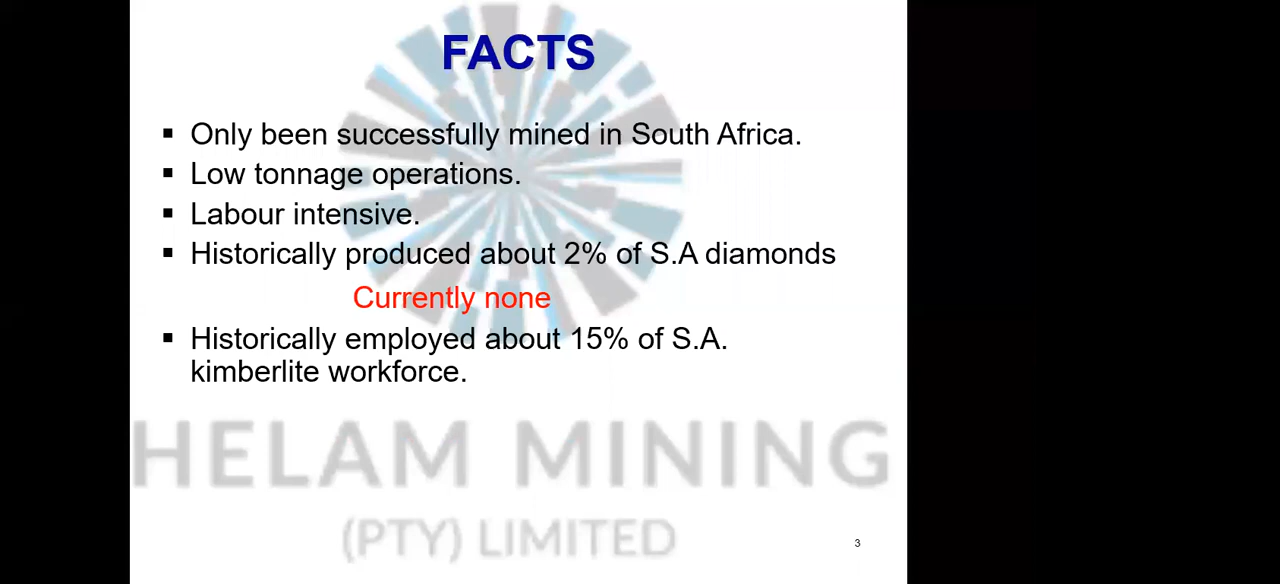 FACTS
▪ Only been successfully mined in South Africa.
▪ Low tonnage operations.
▪ Labour intensive.
▪ Historically produced about 2% of S.A diamonds
Currently none
▪ Historically employed about 15% of S.A.
kimberlite workforce.
HELAM MINING
(PTY) LIMITED
3